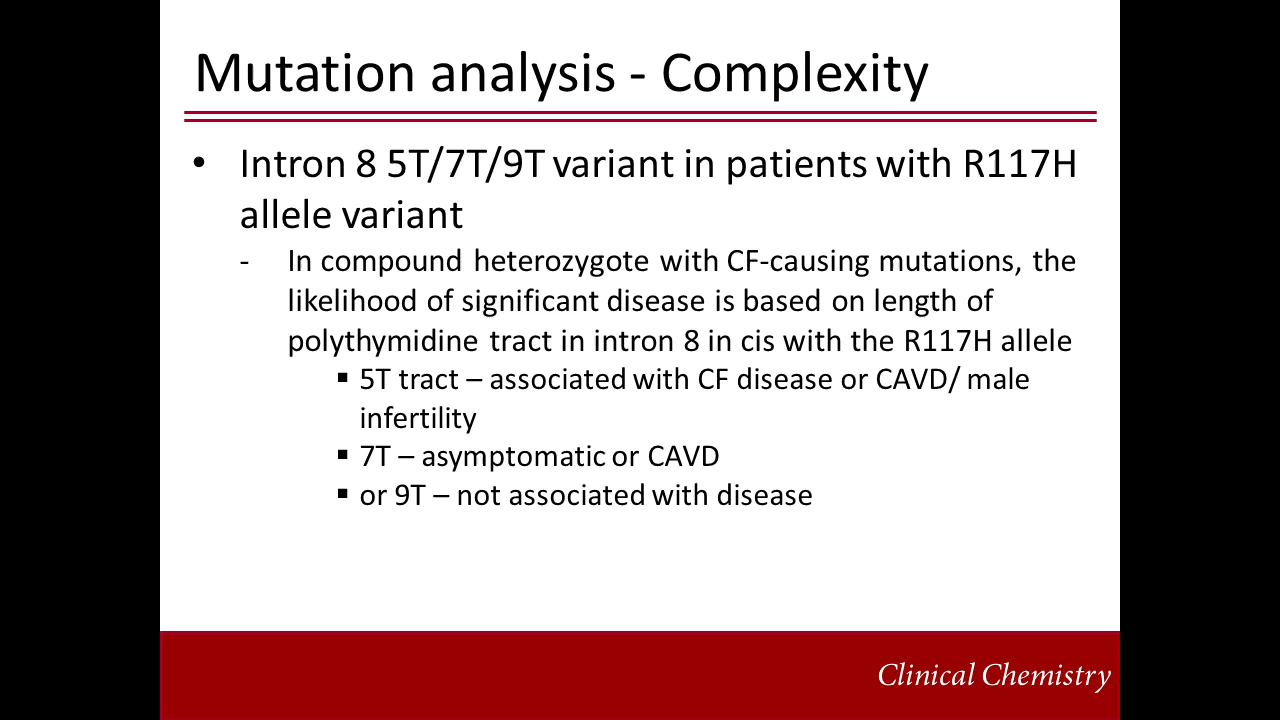 Mutation analysis - Complexity
• Intron 8 5T/7T/9T variant in patients with R117H
allele variant
- In compound heterozygote with CF-causing mutations, the
likelihood of significant disease is based on length of
polythymidine tract in intron 8 in cis with the R117H allele
▪ 5T tract – associated with CF disease or CAVD/ male
infertility
▪ 7T – asymptomatic or CAVD
▪ or 9T – not associated with disease
Clinical Chemistry